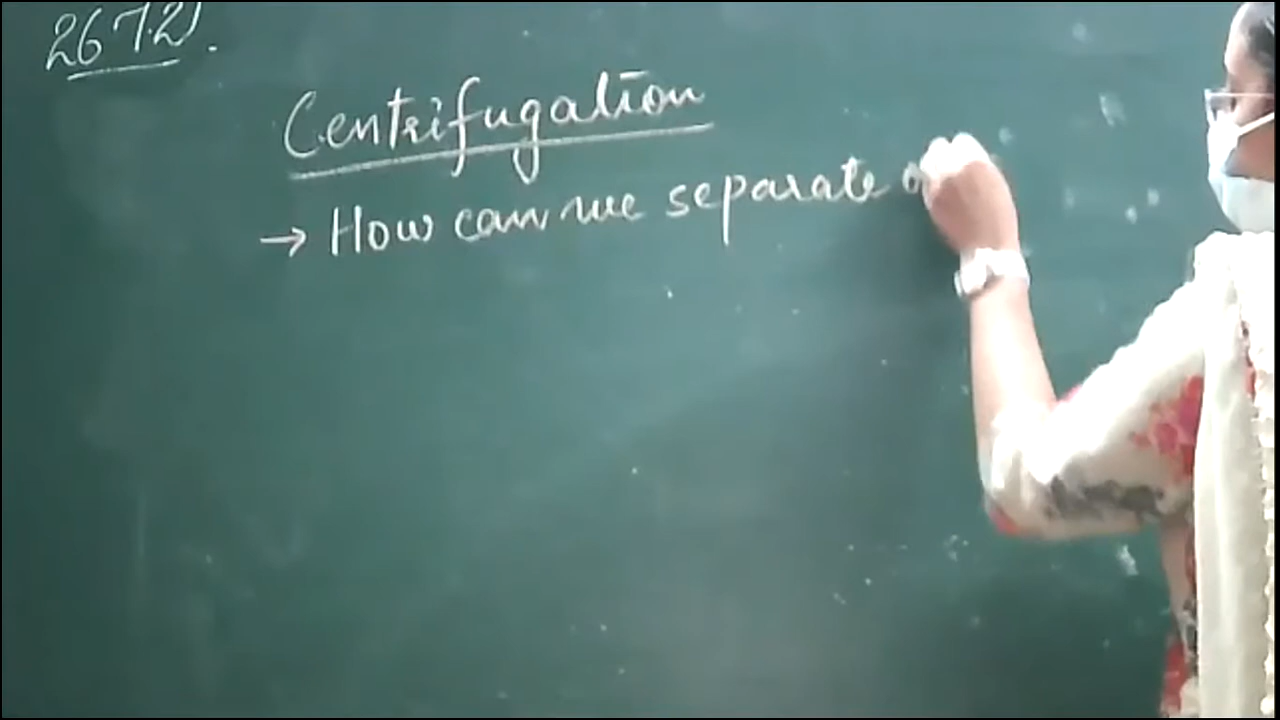 26.7.21.
Centrifugation
→ How can we separate